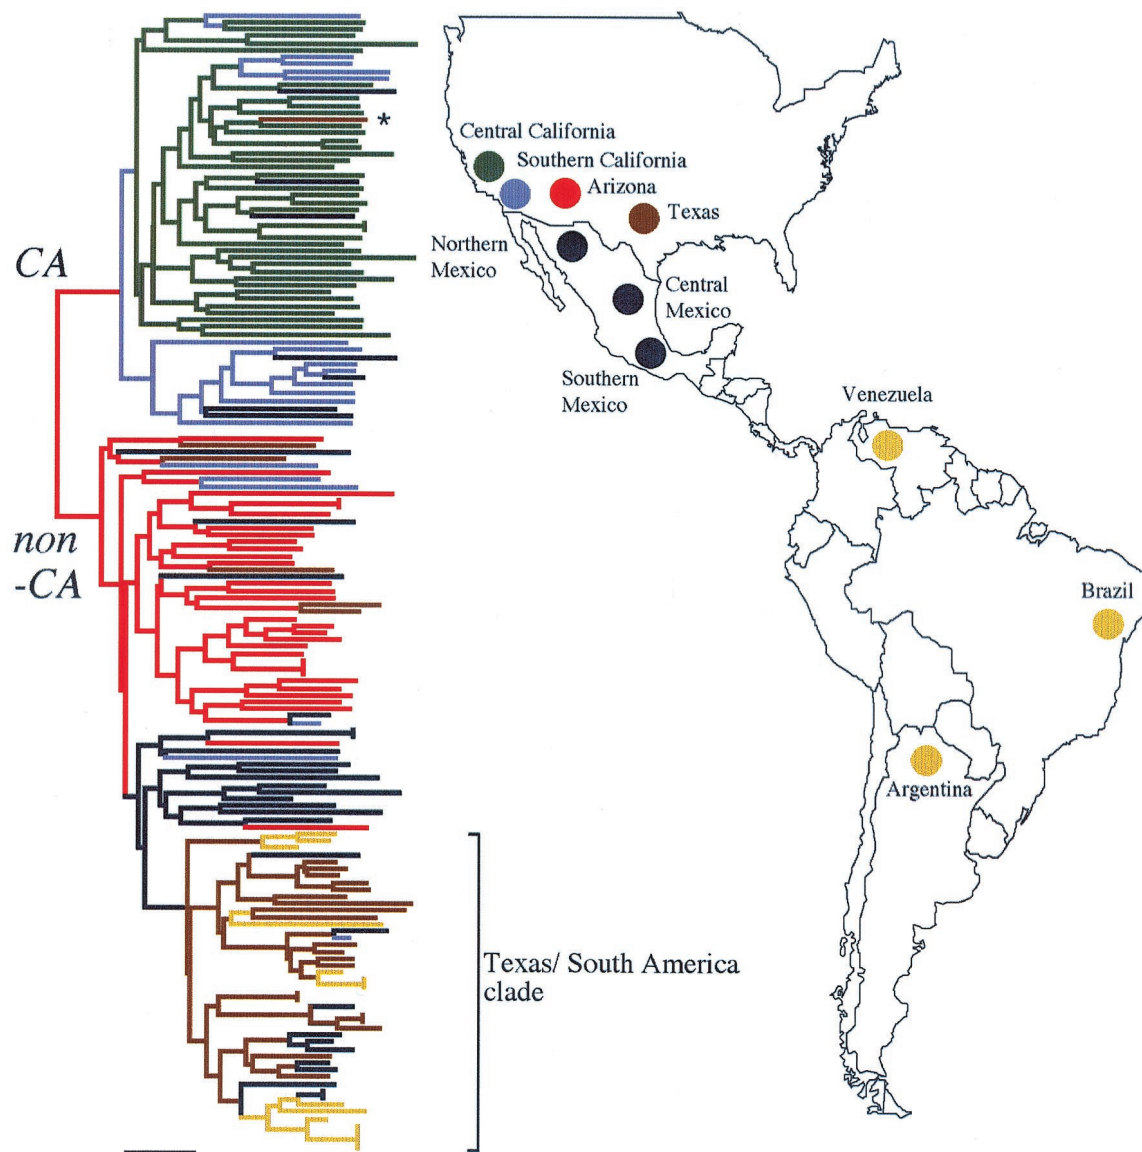 CA
non
-CA
*
Central California
Southern California
Arizona
Texas
Northern
Mexico
Central
Mexico
Southern
Mexico
Venezuela
Brazil
Argentina
Texas/ South America
clade